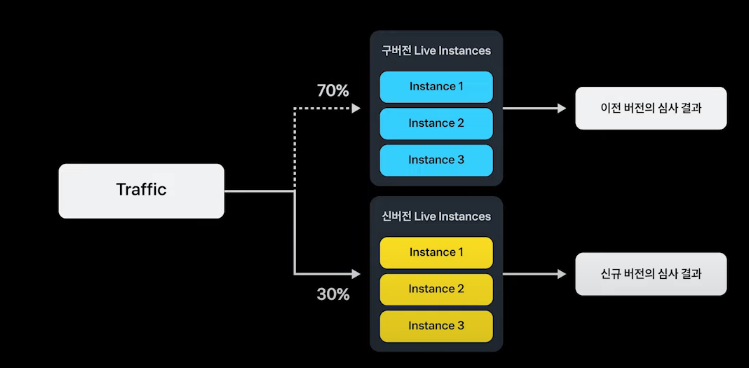 Traffic
70%
구버전 Live Instances
Instance 1
Instance 2
Instance 3
이전 버전의 심사 결과
30%
신버전 Live Instances
Instance 1
Instance 2
Instance 3
신규 버전의 심사 결과